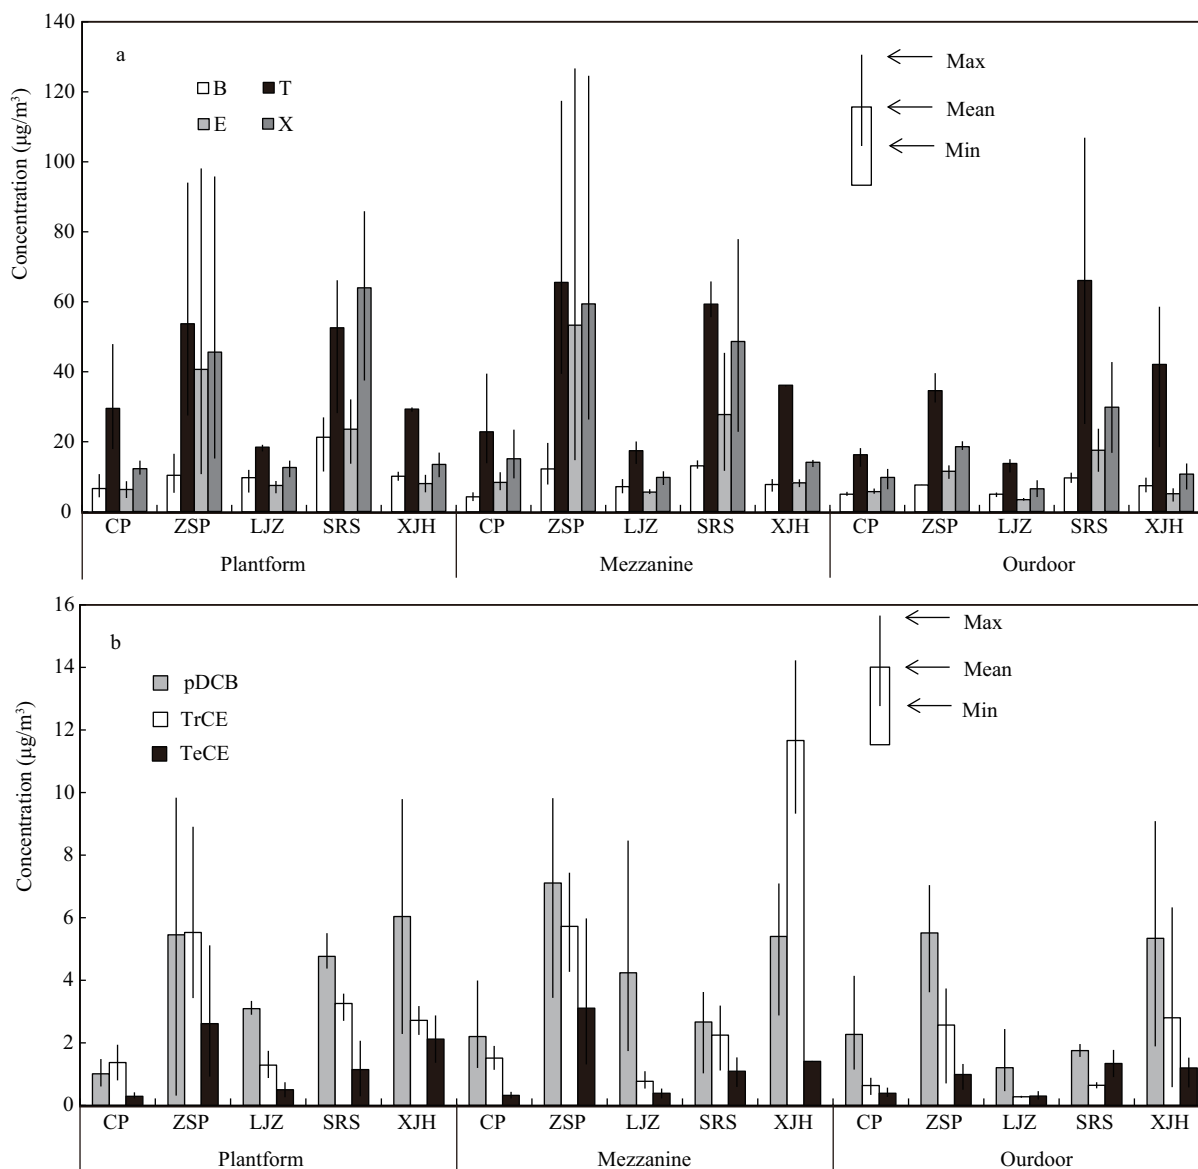 140
120
100
80
60
40
20
0
Concentration (µg/m³)
a
B T
E X
Max
Mean
Min
CP ZSP LJZ SRS XJH CP ZSP LJZ SRS XJH CP ZSP LJZ SRS XJH
Plantform Mezzanine Ourdoor
16
14
12
10
8
6
4
2
0
Concentration (µg/m³)
b
pDCB
TrCE
TeCE
Max
Mean
Min
CP ZSP LJZ SRS XJH CP ZSP LJZ SRS XJH CP ZSP LJZ SRS XJH
Plantform Mezzanine Ourdoor